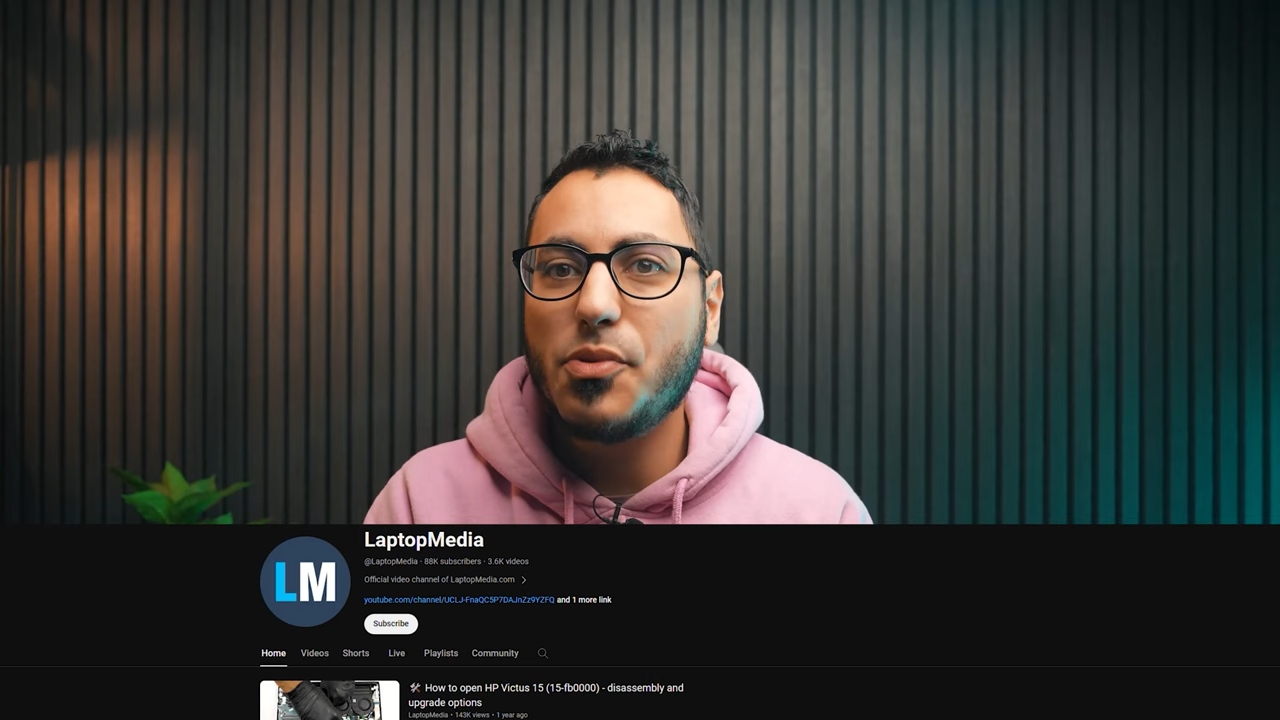 LaptopMedia
LM
@LaptopMedia · 88K subscribers · 3.6K videos
Official video channel of LaptopMedia.com
youtube.com/channel/UCLJ-FnaQC5P7DAJnZz9YZFQ and 1 more link
Subscribe
Home Videos Shorts Live Playlists Community
🛠 How to open HP Victus 15 (15-fb0000) - disassembly and
upgrade options
LaptopMedia • 143K views • 1 year ago